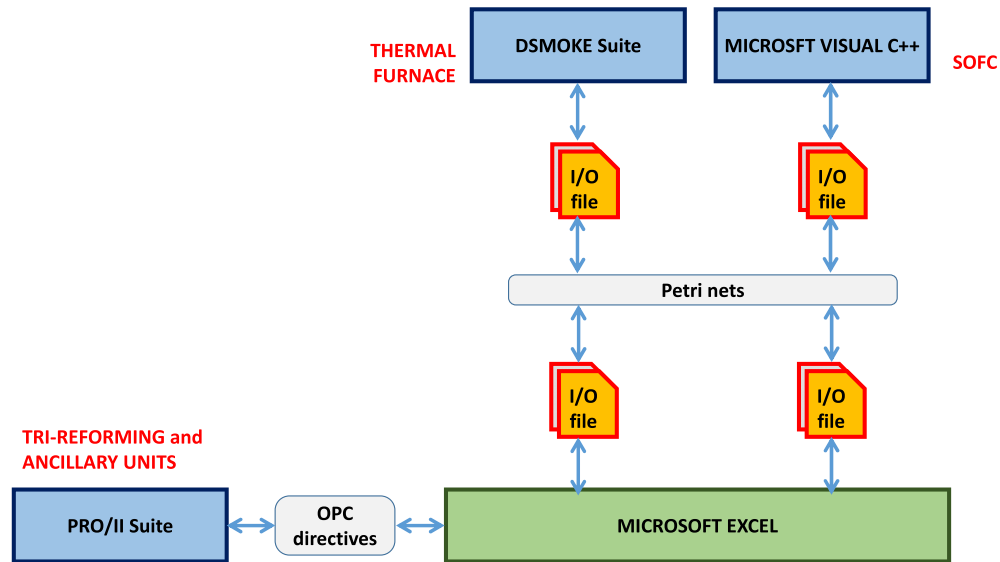 THERMAL
FURNACE
DSMOKE Suite
MICROSFT VISUAL C++
SOFC
I/O
file
I/O
file
Petri nets
I/O
file
I/O
file
TRI-REFORMING and
ANCILLARY UNITS
PRO/II Suite
OPC
directives
MICROSOFT EXCEL